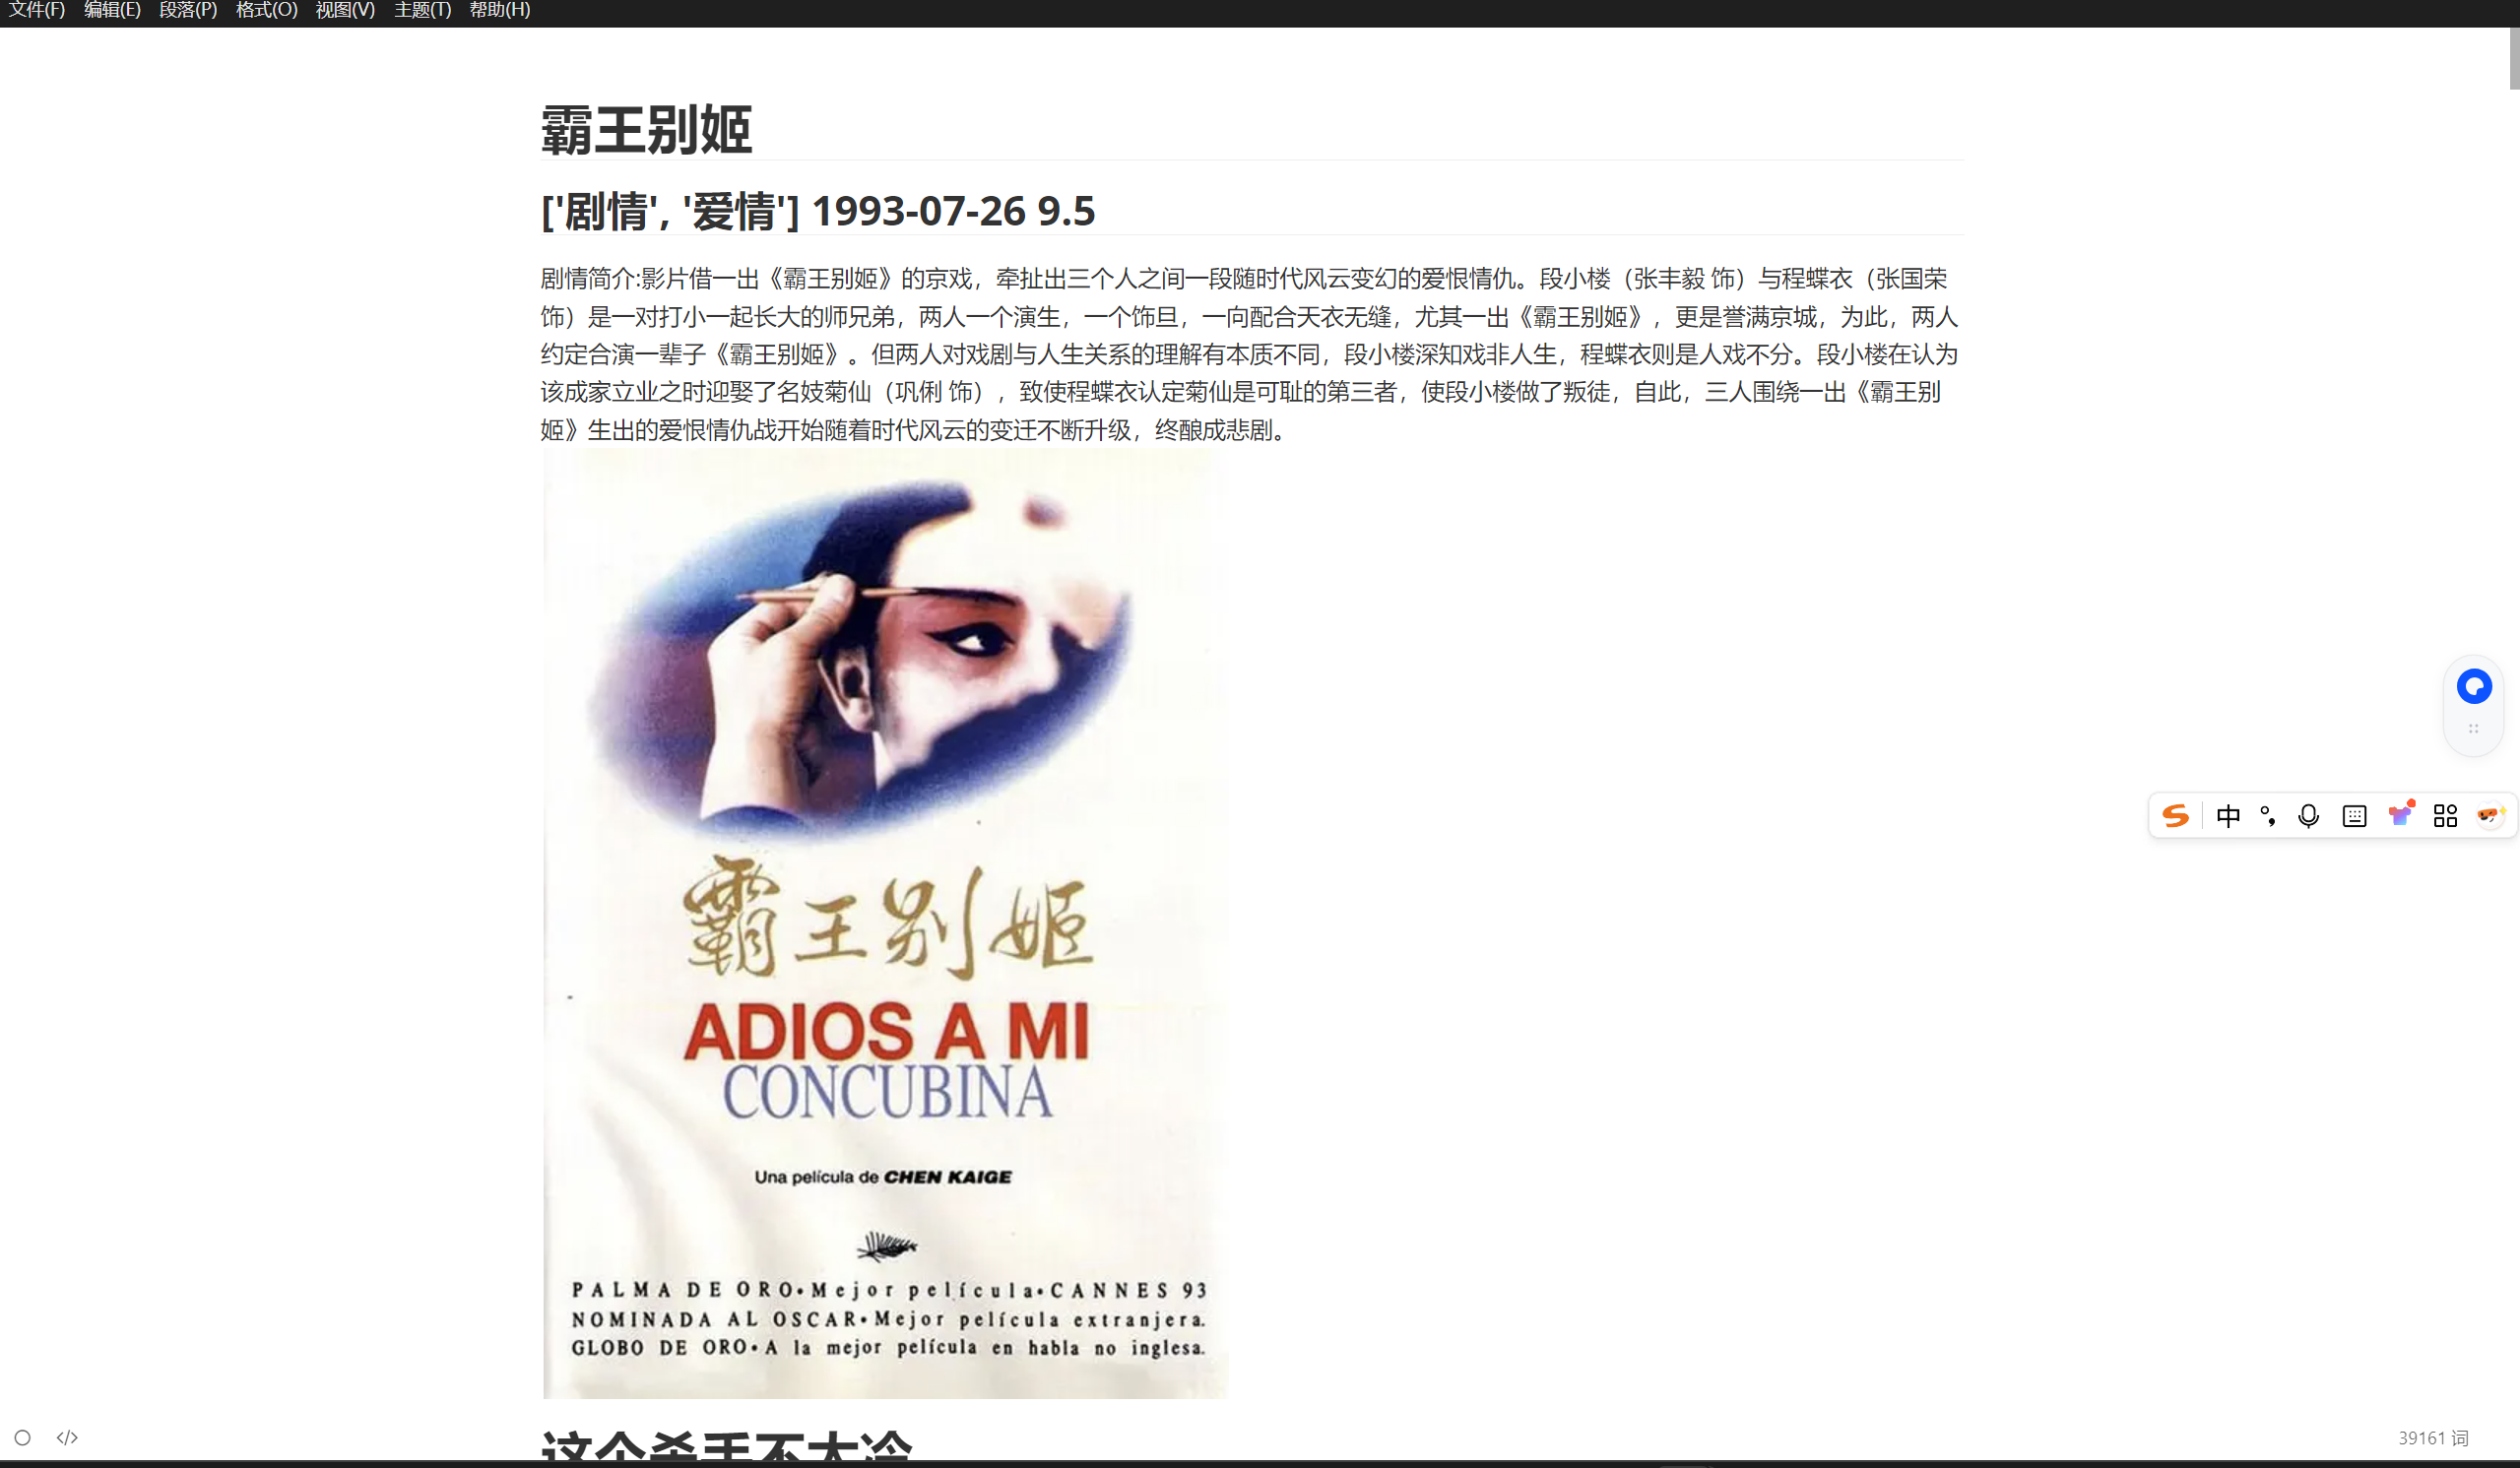 文件(F) 编辑(E) 段落(P) 格式(O) 视图(V) 主题(T) 帮助(H)
霸王别姬
['剧情', '爱情'] 1993-07-26 9.5
剧情简介:影片借一出《霸王别姬》的京戏，牵扯出三个人之间一段随时代风云变幻的爱恨情仇。段小楼（张丰毅 饰）与程蝶衣（张国荣
饰）是一对打小一起长大的师兄弟，两人一个演生，一个饰旦，一向配合天衣无缝，尤其一出《霸王别姬》，更是誉满京城，为此，两人
约定合演一辈子《霸王别姬》。但两人对戏剧与人生关系的理解有本质不同，段小楼深知戏非人生，程蝶衣则是人戏不分。段小楼在认为
该成家立业之时迎娶了名妓菊仙（巩俐 饰），致使程蝶衣认定菊仙是可耻的第三者，使段小楼做了叛徒，自此，三人围绕一出《霸王别
姬》生出的爱恨情仇战开始随着时代风云的变迁不断升级，终酿成悲剧。
霸王别姬
ADIOS A MI
CONCUBINA
Una película de CHEN KAIGE
PALMA DE ORO•Mejor película•CANNES 93
NOMINADA AL OSCAR•Mejor película extranjera.
GLOBO DE ORO•A la mejor película en habla no inglesa.
中
这个杀手不太冷
39161 词